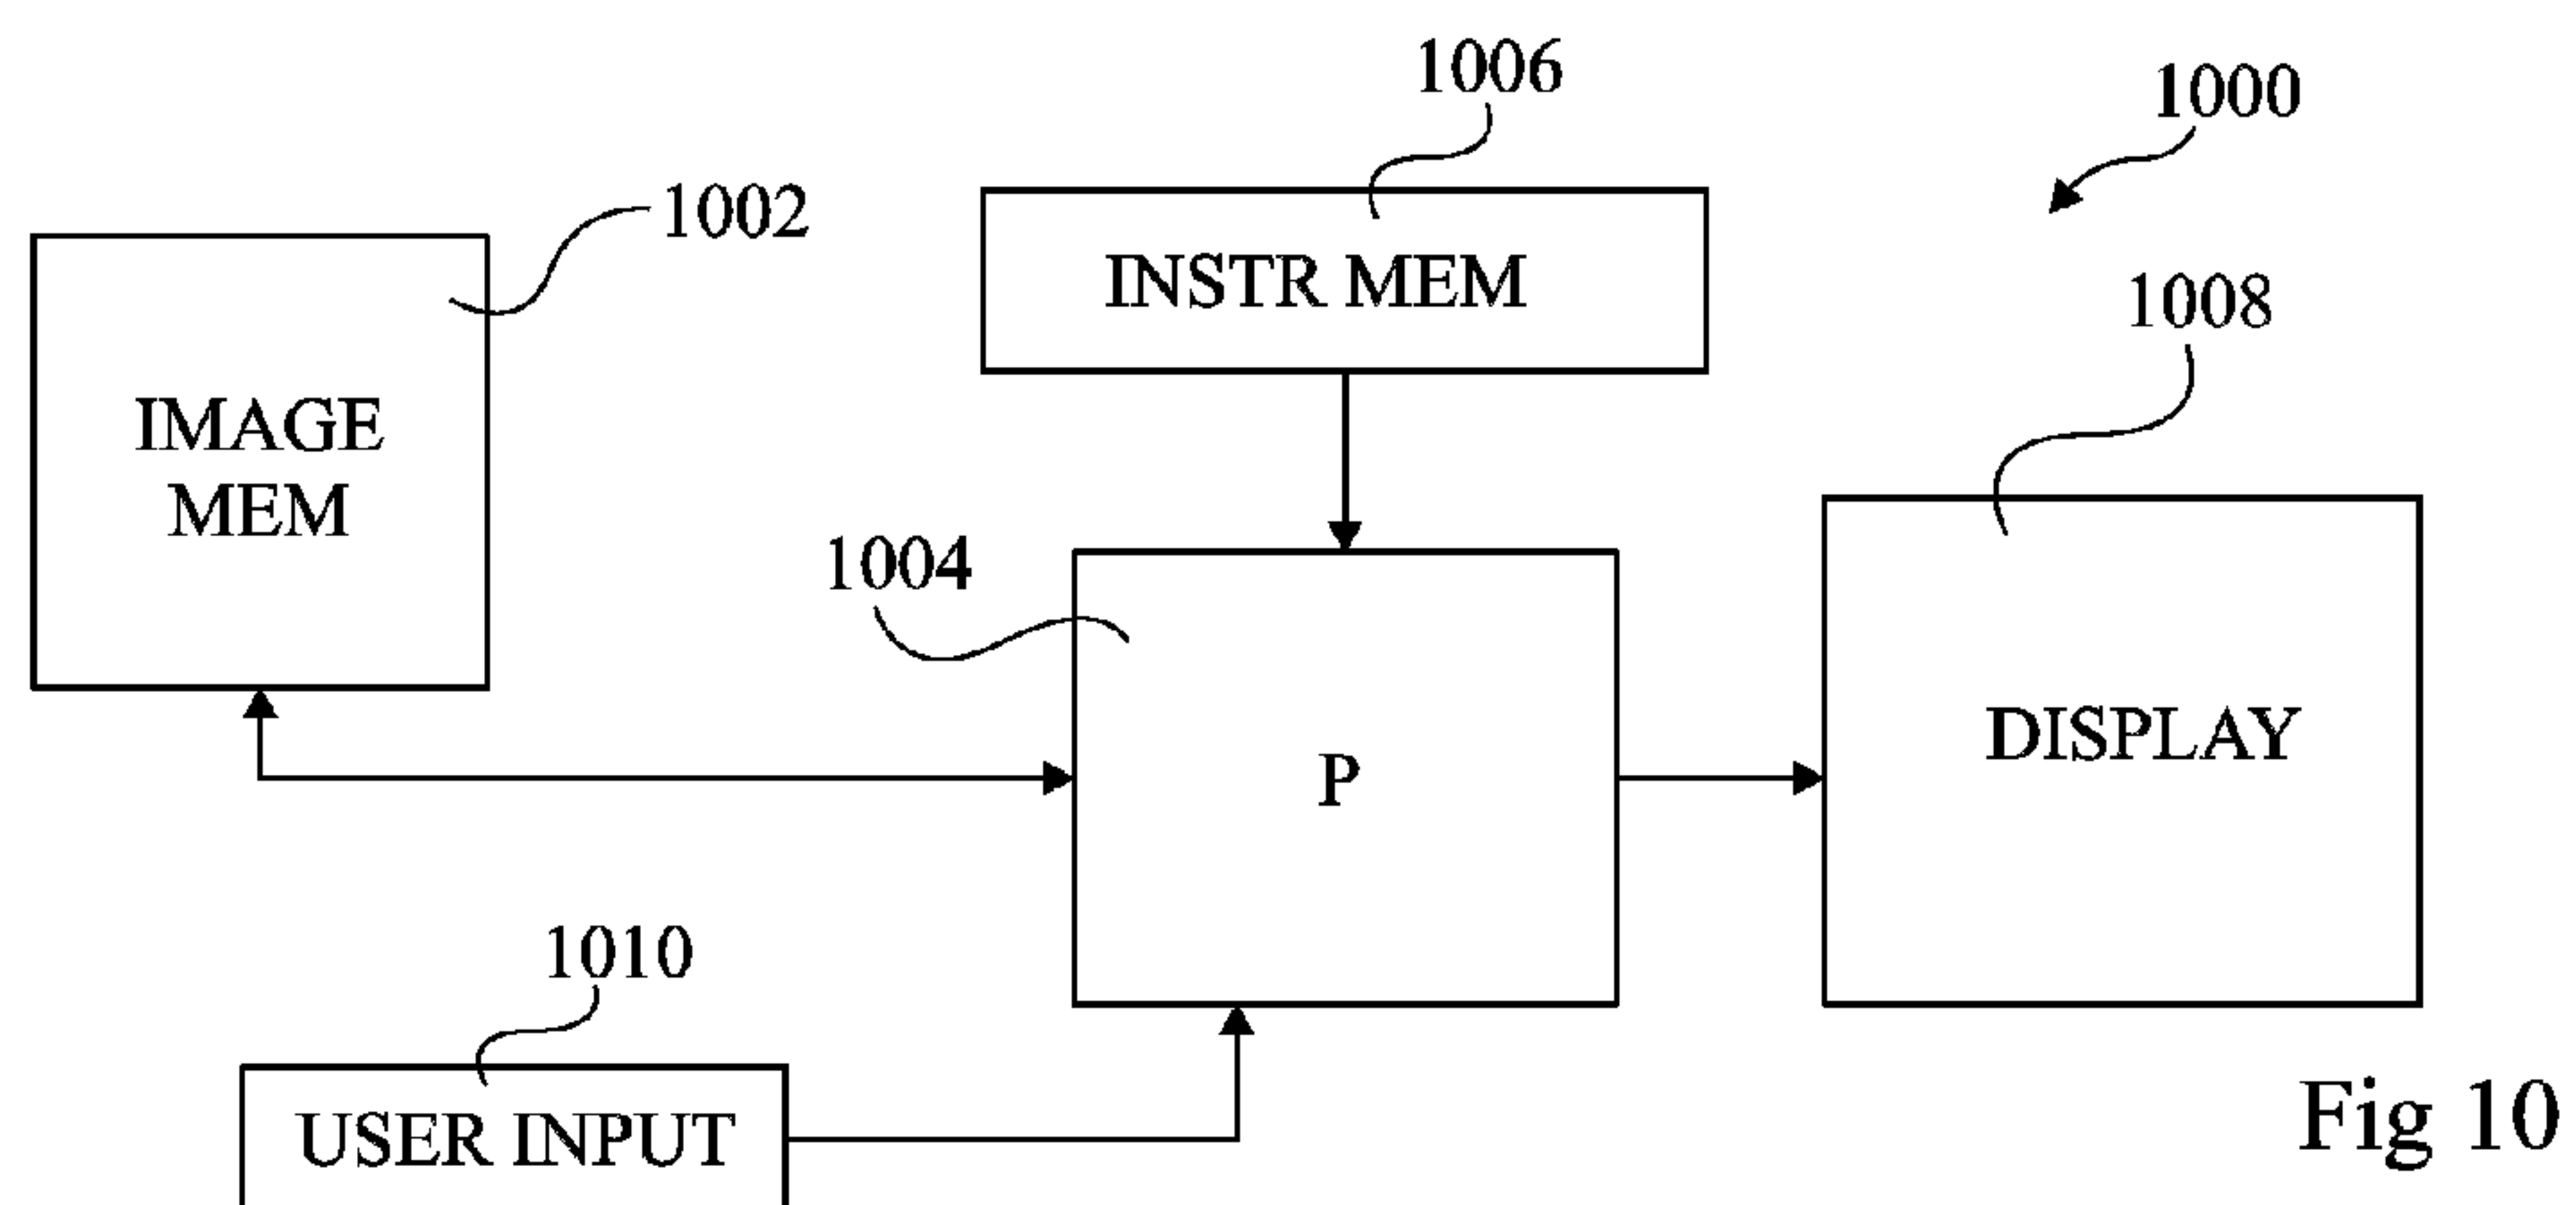 1006
1000
1002
INSTR MEM
1008
IMAGE
MEM
1004
DISPLAY
P
1010
USER INPUT
Fig 10